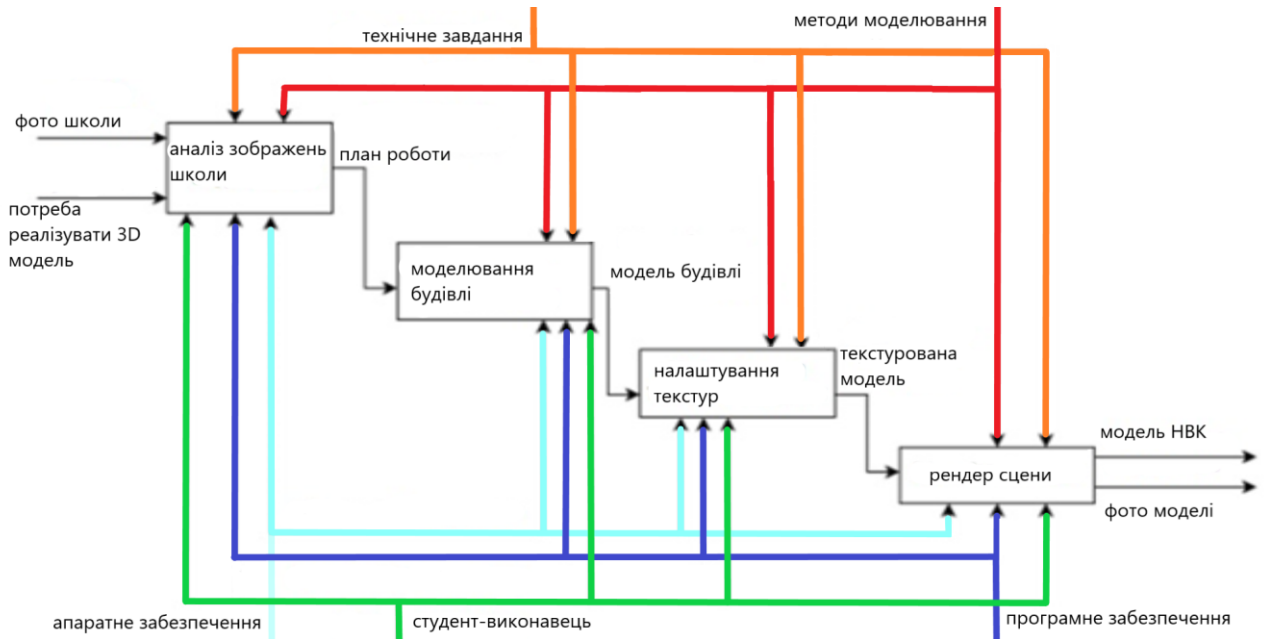 методи моделювання
технічне завдання
фото школи
аналіз зображень
школи
план роботи
потреба
реалізувати 3D
модель
моделювання
будівлі
модель будівлі
налаштування
текстур
текстурована
модель
модель НВК
рендер сцени
фото моделі
апаратне забезпечення
студент-виконавець
програмне забезпечення